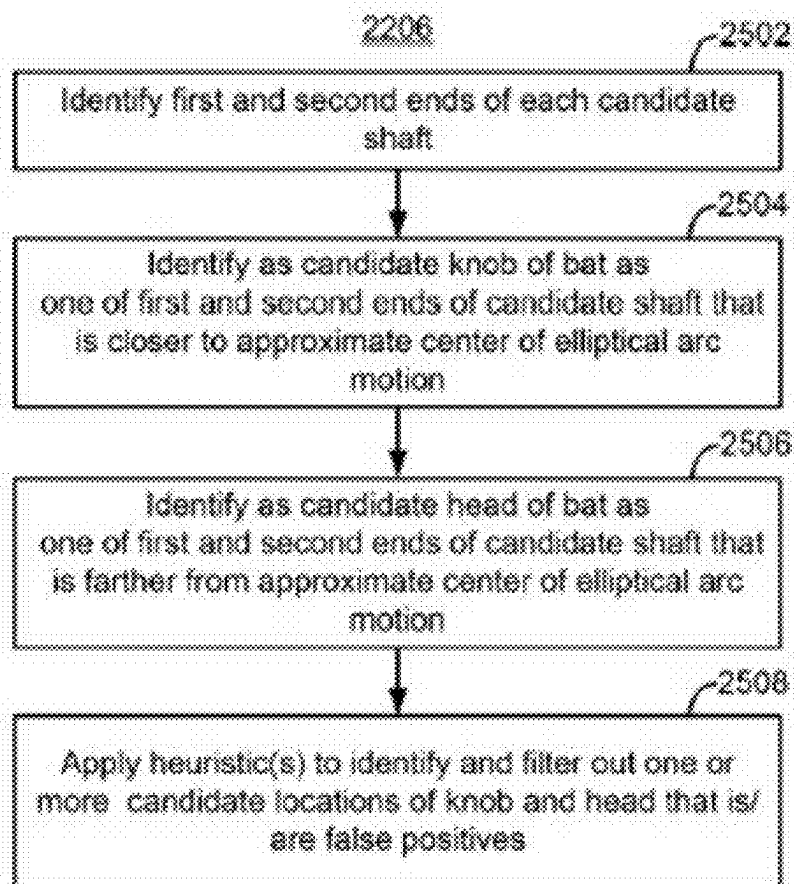 2206
2502
Identify first and second ends of each candidate
shaft
2504
Identify as candidate knob of bat as
one of first and second ends of candidate shaft that
is closer to approximate center of elliptical arc
motion
2506
Identify as candidate head of bat as
one of first and second ends of candidate shaft that
is farther from approximate center of elliptical arc
motion
2508
Apply heuristic(s) to identify and filter out one or
more candidate locations of knob and head that is/
are false positives